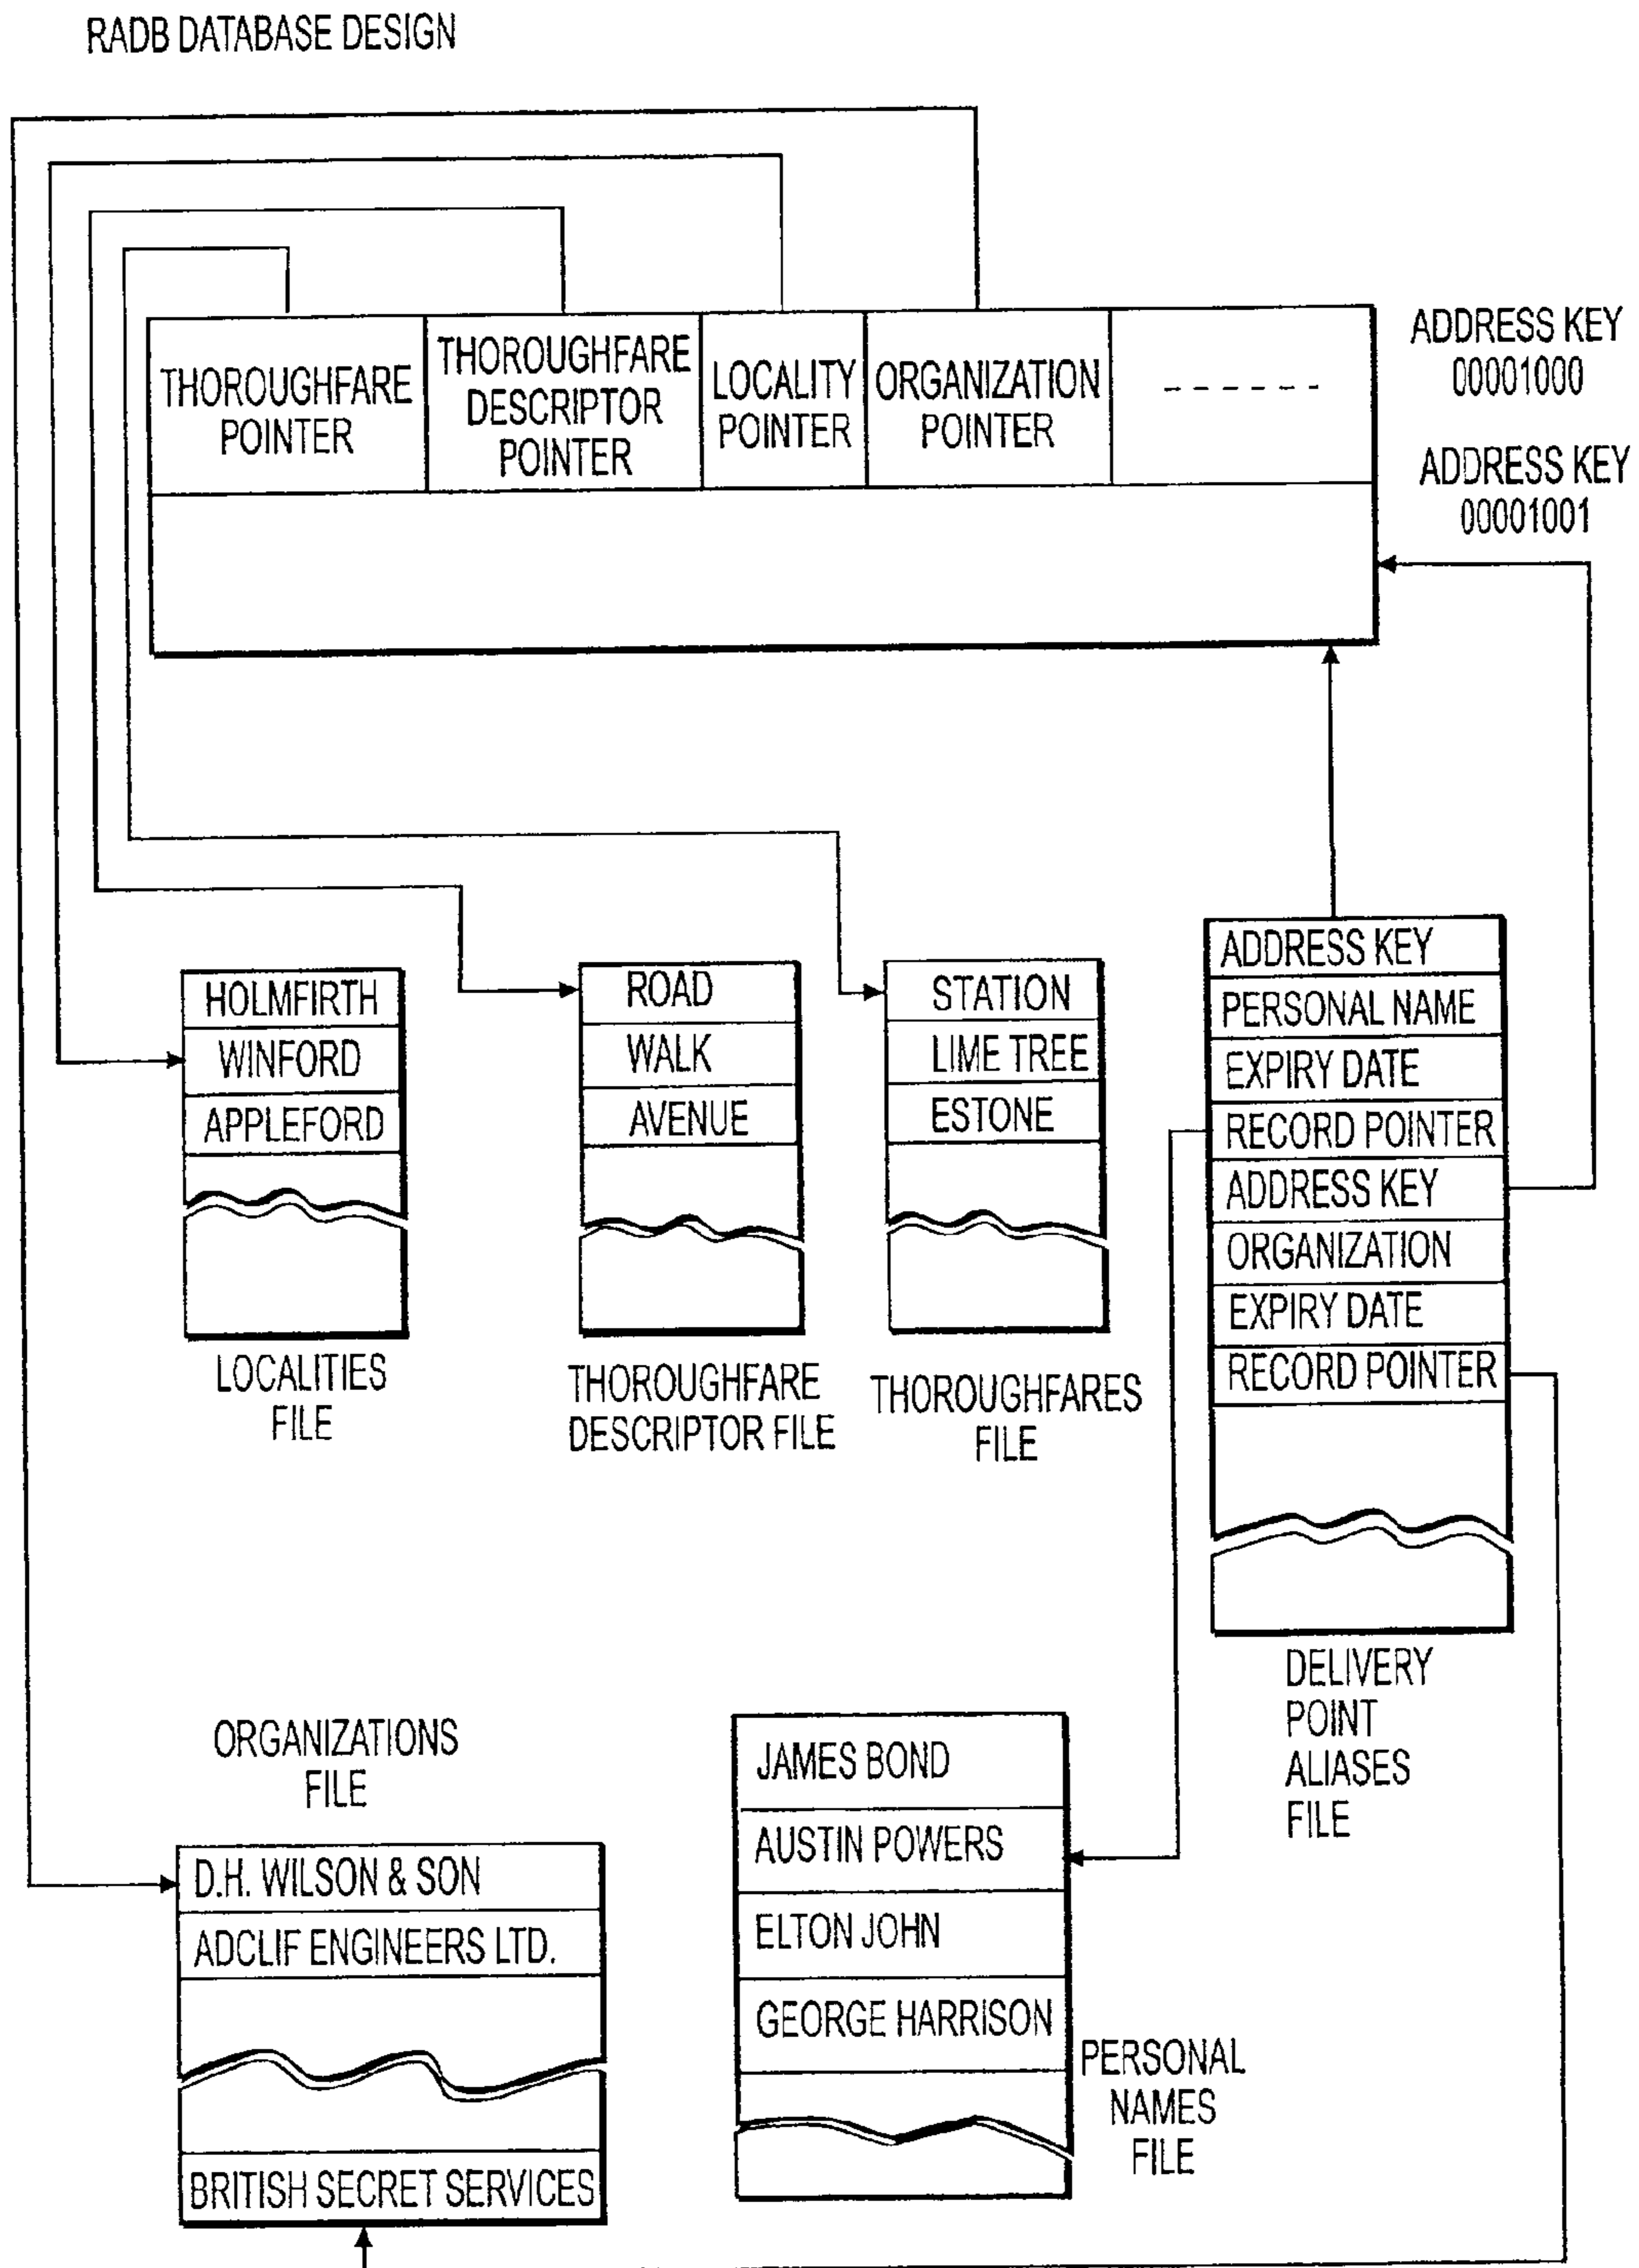 RADB DATABASE DESIGN
THOROUGHFARE
POINTER
THOROUGHFARE
DESCRIPTOR
POINTER
LOCALITY
POINTER
ORGANIZATION
POINTER
ADDRESS KEY
00001000
ADDRESS KEY
00001001
HOLMFIRTH
WINFORD
APPLEFORD
LOCALITIES
FILE
ROAD
WALK
AVENUE
THOROUGHFARE
DESCRIPTOR FILE
STATION
LIME TREE
ESTONE
THOROUGHFARES
FILE
ADDRESS KEY
PERSONAL NAME
EXPIRY DATE
RECORD POINTER
ADDRESS KEY
ORGANIZATION
EXPIRY DATE
RECORD POINTER
DELIVERY
POINT
ALIASES
FILE
ORGANIZATIONS
FILE
D.H. WILSON & SON
ADCLIF ENGINEERS LTD.
BRITISH SECRET SERVICES
JAMES BOND
AUSTIN POWERS
ELTON JOHN
GEORGE HARRISON
PERSONAL
NAMES
FILE